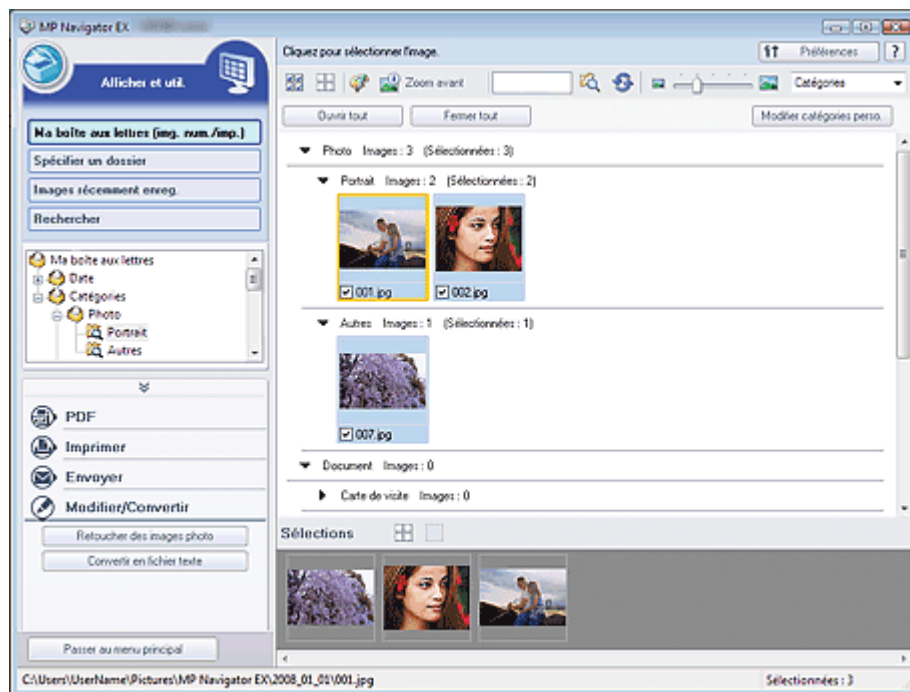 MP Navigator EX
Afficher et util.
Ma boîte aux lettres (img. num./imp.)
Spécifier un dossier
Images récemment enreg.
Rechercher
Ma boîte aux lettres
Date
Catégories
Photo
Portrait
Autres
PDF
Imprimer
Envoyer
Modifier/Convertir
Retoucher des images photo
Convertir en fichier texte
Passer au menu principal
Cliquez pour sélectionner l'image.
Préférences
?
Zoom avant
Catégories
Ouvrir tout
Fermer tout
Modifier catégories perso.
Photo Images : 3 (Sélectionnées : 3)
Portrait Images : 2 (Sélectionnées : 2)
001.jpg
002.jpg
Autres Images : 1 (Sélectionnées : 1)
007.jpg
Document Images : 0
Carte de visite Images : 0
Sélections
C:\Users\UserName\Pictures\MP Navigator EX\2008_01_01\001.jpg
Sélectionnées : 3